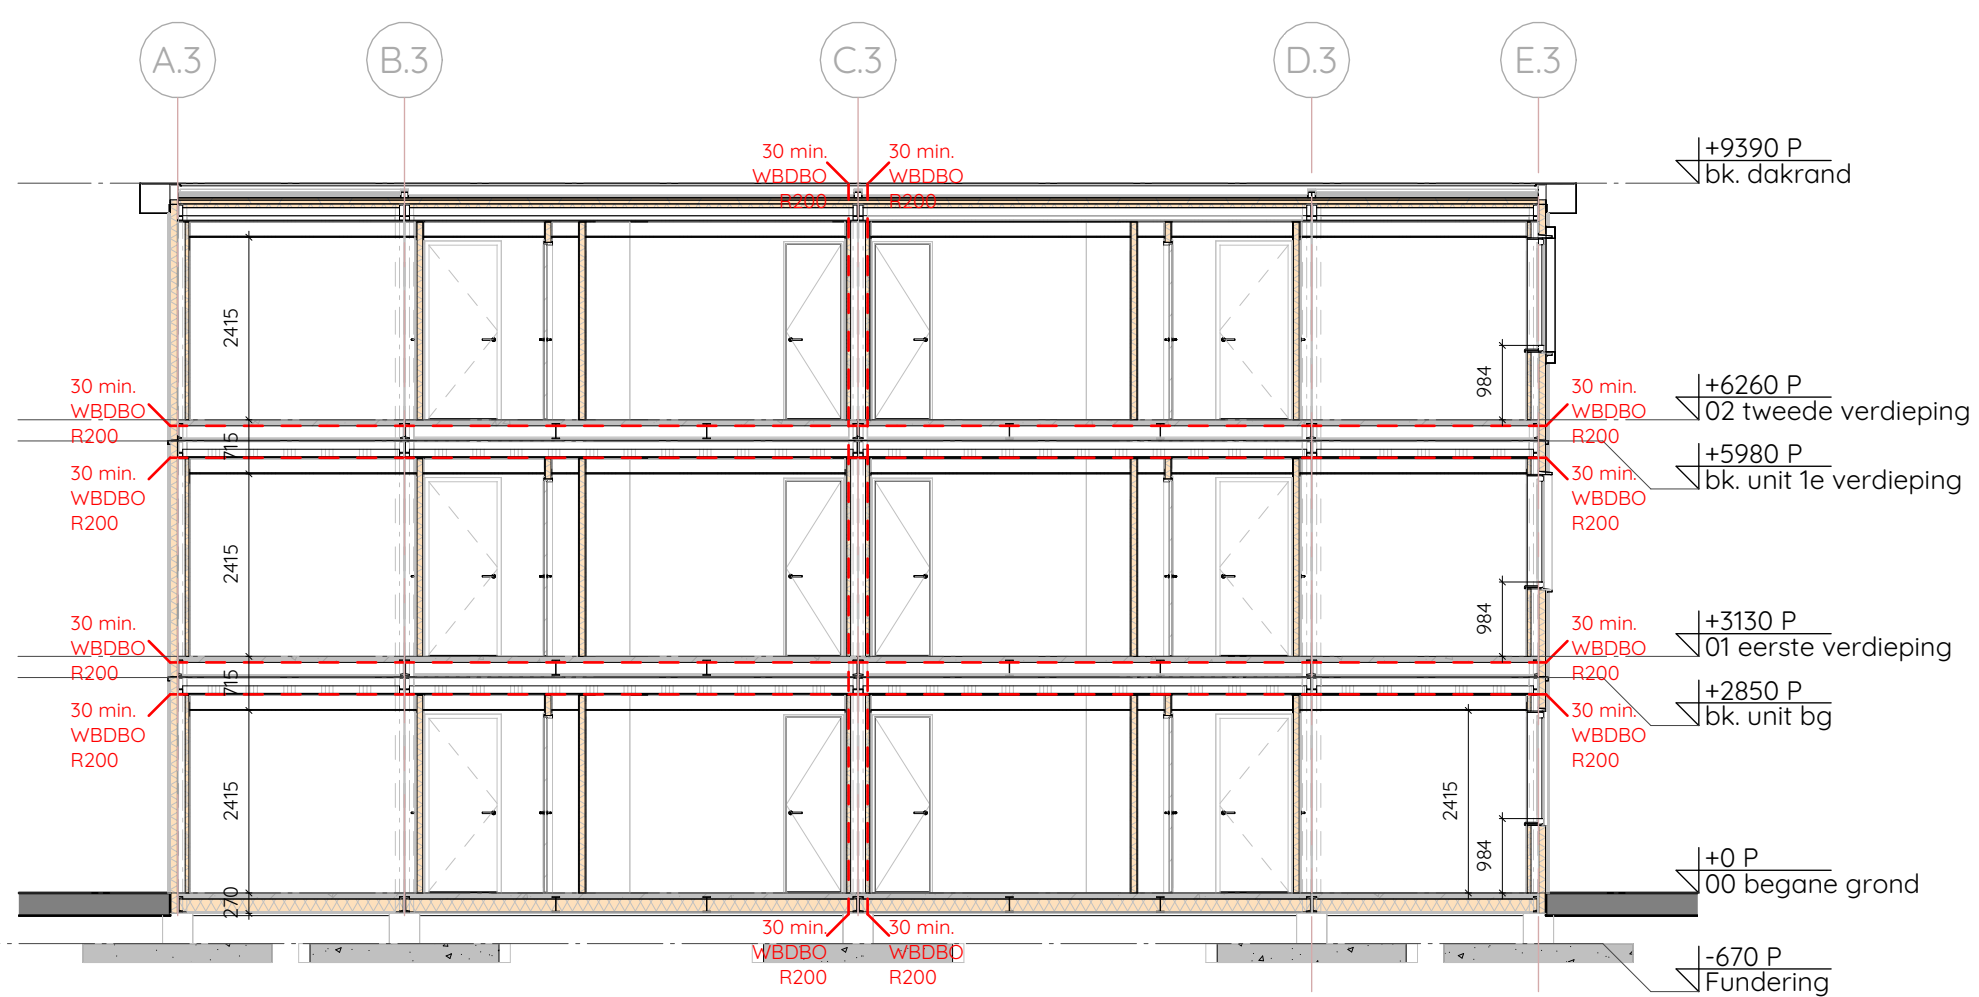 A.3
B.3
C.3
D.3
E.3
30 min.
WBDBO
R200
30 min.
WBDBO
R200
+9390 P
bk. dakrand
2415
984
30 min.
WBDBO
R200
30 min.
WBDBO
R200
+6260 P
02 tweede verdieping
715
+5980 P
bk. unit 1e verdieping
30 min.
WBDBO
R200
30 min.
WBDBO
R200
2415
984
30 min.
WBDBO
R200
30 min.
WBDBO
R200
+3130 P
01 eerste verdieping
715
+2850 P
bk. unit bg
30 min.
WBDBO
R200
30 min.
WBDBO
R200
2415
2415
984
+0 P
00 begane grond
270
30 min.
WBDBO
R200
30 min.
WBDBO
R200
-670 P
Fundering